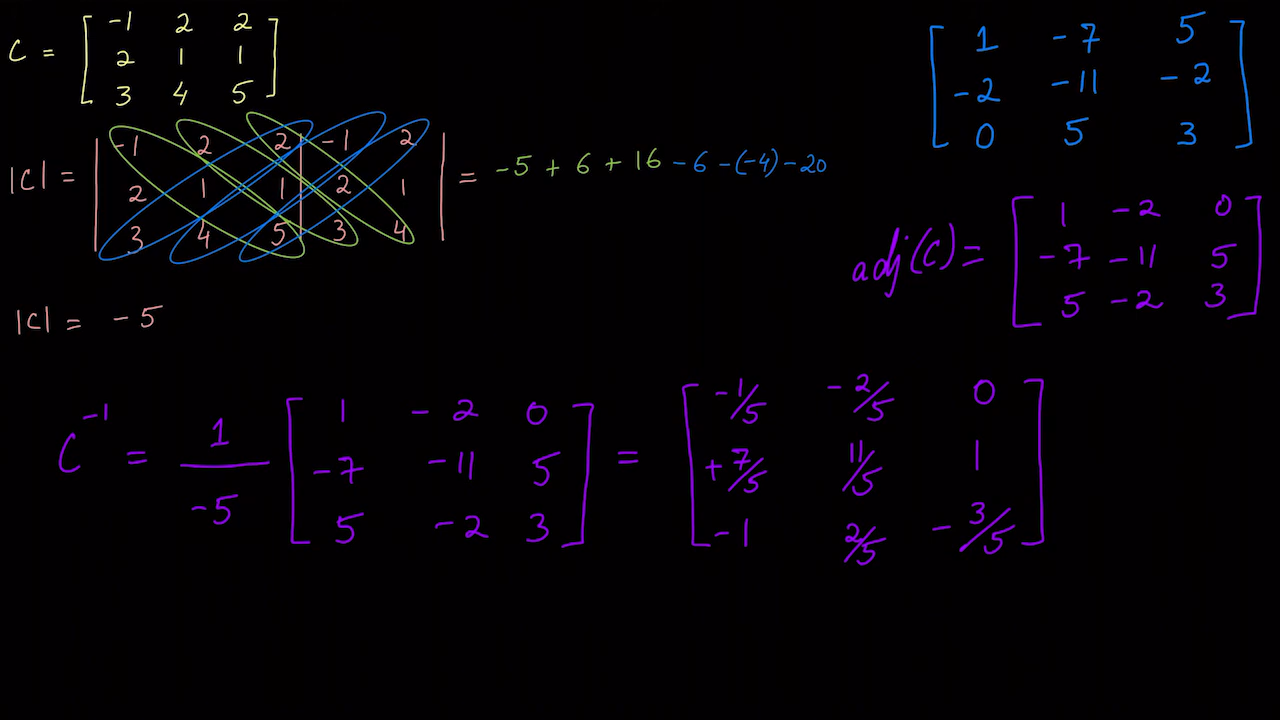 C = [ -1 2 2
2 1 1
3 4 5 ]
|C| = | -1 2 2 | -1 2 | = -5 + 6 + 16 - 6 - (-4) - 20
2 1 1 | 2 1
3 4 5 | 3 4
|C| = -5
[ 1 -7 5
-2 -11 -2
0 5 3 ]
adj(C) = [ 1 -2 0
-7 -11 5
5 -2 3 ]
C⁻¹ = 1/-5 [ 1 -2 0 ] = [ -1/5 -2/5 0 ]
[ -7 -11 5 ] [ +7/5 11/5 1 ]
[ 5 -2 3 ] [ -1 2/5 -3/5 ]